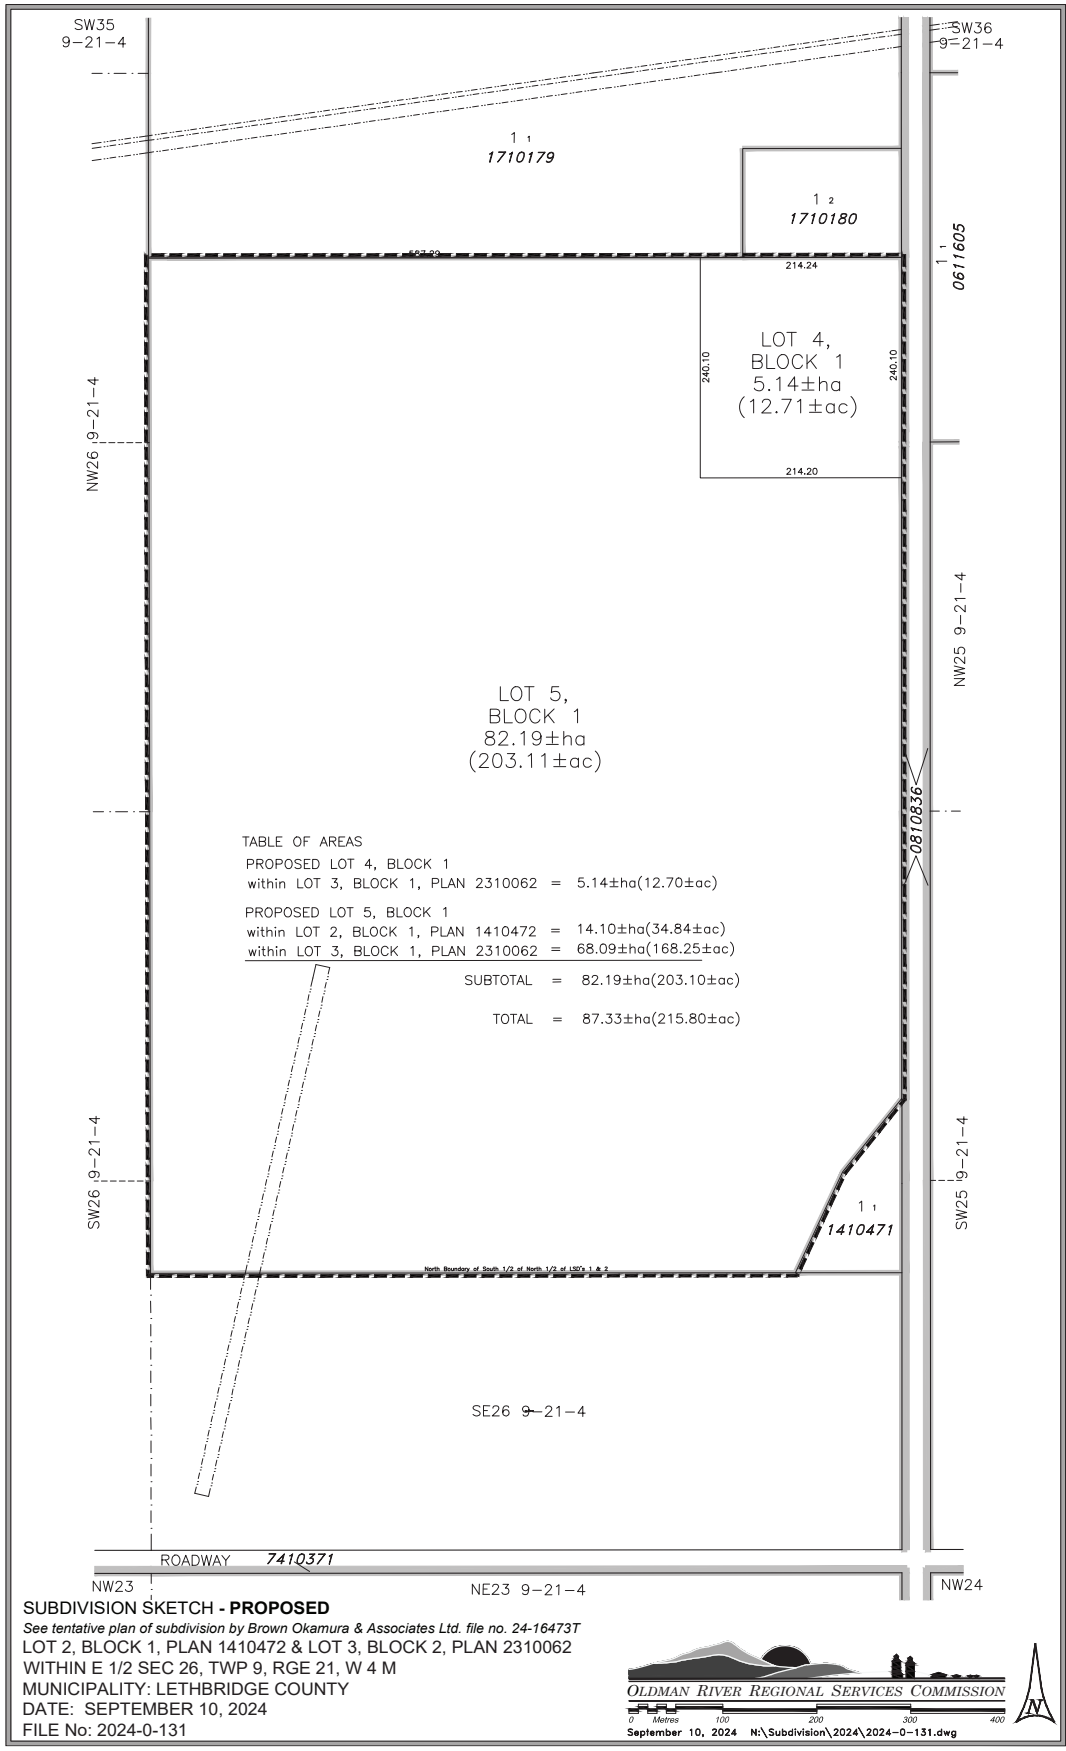 SW35
9-21-4
SW36
9-21-4
1 1
1710179
1 2
1710180
1 1
0611605
587.29
214.24
240.10
LOT 4,
BLOCK 1
5.14±ha
(12.71±ac)
240.10
214.20
NW26 9-21-4
NW25 9-21-4
LOT 5,
BLOCK 1
82.19±ha
(203.11±ac)
0810836
TABLE OF AREAS
PROPOSED LOT 4, BLOCK 1
within LOT 3, BLOCK 1, PLAN 2310062 = 5.14±ha(12.70±ac)
PROPOSED LOT 5, BLOCK 1
within LOT 2, BLOCK 1, PLAN 1410472 = 14.10±ha(34.84±ac)
within LOT 3, BLOCK 1, PLAN 2310062 = 68.09±ha(168.25±ac)
SUBTOTAL = 82.19±ha(203.10±ac)
TOTAL = 87.33±ha(215.80±ac)
SW26 9-21-4
SW25 9-21-4
1 1
1410471
North Boundary of South 1/2 of North 1/2 of LSD's 1 & 2
SE26 9-21-4
ROADWAY 7410371
NW23
NE23 9-21-4
NW24
SUBDIVISION SKETCH - PROPOSED
See tentative plan of subdivision by Brown Okamura & Associates Ltd. file no. 24-16473T
LOT 2, BLOCK 1, PLAN 1410472 & LOT 3, BLOCK 2, PLAN 2310062
WITHIN E 1/2 SEC 26, TWP 9, RGE 21, W 4 M
MUNICIPALITY: LETHBRIDGE COUNTY
DATE: SEPTEMBER 10, 2024
FILE No: 2024-0-131
OLDMAN RIVER REGIONAL SERVICES COMMISSION
0 Metres 100 200 300 400
September 10, 2024 N:\Subdivision\2024\2024-0-131.dwg
N